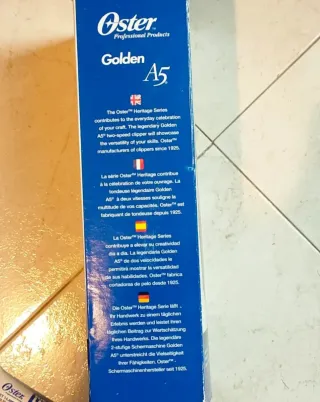 Oster™
Professional Products
Golden
A5®
The Oster™ Heritage Series
contributes to the everyday celebration
of your craft. The legendary Golden
A5® two-speed clipper will showcase
the versatility of your skills. Oster™
manufacturers of clippers since 1925.
La série Oster™ Heritage contribue
à la célébration de votre ouvrage. La
tondeuse légendaire Golden
A5® à deux vitesses souligne la
multitude de vos capacités. Oster™ est
fabriquant de tondeuse depuis 1925.
La Oster™ Heritage Series
contribuye a elevar su creatividad
día a día. La legendaria Golden
A5® de dos velocidades le
permitirá mostrar la versatilidad
de sus habilidades. Oster™ fabrica
cortadoras de pelo desde 1925.
Die Oster™ Heritage Serie läßt
Ihr Handwerk zu einem täglichen
Erlebnis werden und leistet ihren
täglichen Beitrag zur Wertschätzung
Ihres Handwerks. Die legendäre
2-stufige Schermaschine Golden
A5® unterstreicht die Vielseitigkeit
Ihrer Fähigkeiten. Oster™ -
Schermaschinenhersteller seit 1925.
Oster